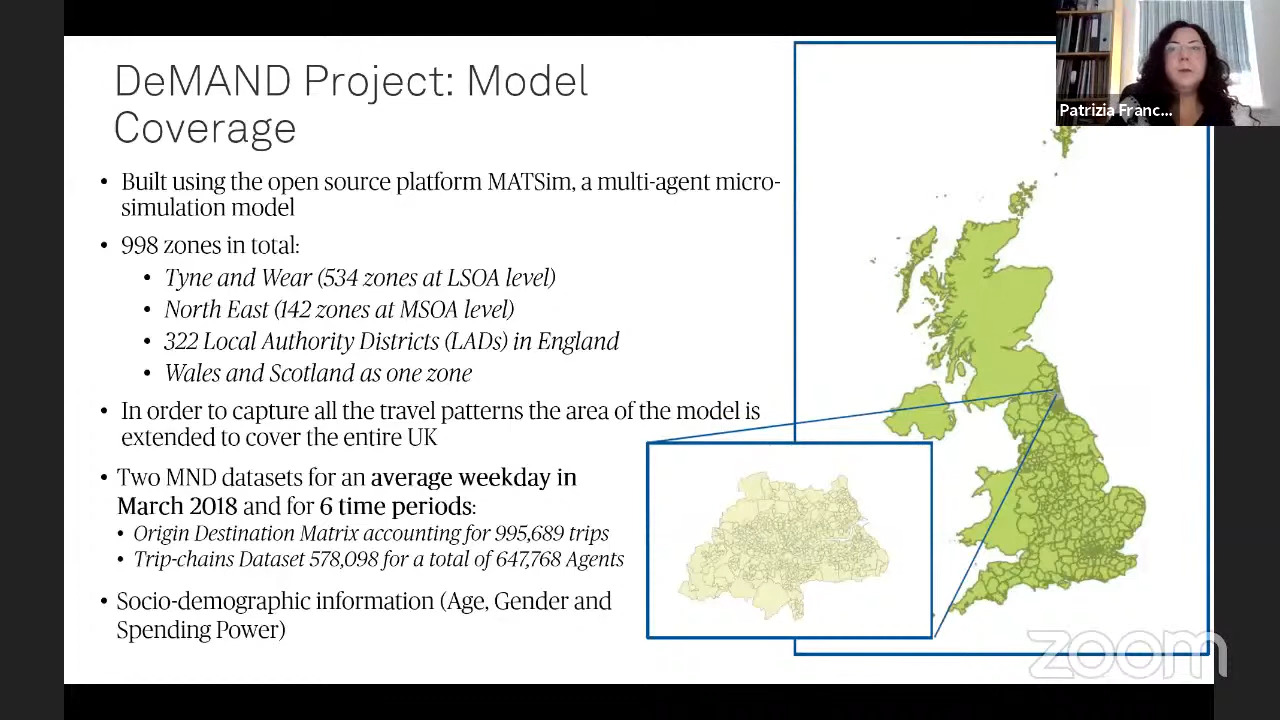 Patrizia Franc...
DeMAND Project: Model
Coverage
• Built using the open source platform MATSim, a multi-agent micro-
simulation model
• 998 zones in total:
• Tyne and Wear (534 zones at LSOA level)
• North East (142 zones at MSOA level)
• 322 Local Authority Districts (LADs) in England
• Wales and Scotland as one zone
• In order to capture all the travel patterns the area of the model is
extended to cover the entire UK
• Two MND datasets for an average weekday in
March 2018 and for 6 time periods:
• Origin Destination Matrix accounting for 995,689 trips
• Trip-chains Dataset 578,098 for a total of 647,768 Agents
• Socio-demographic information (Age, Gender and
Spending Power)
zoom